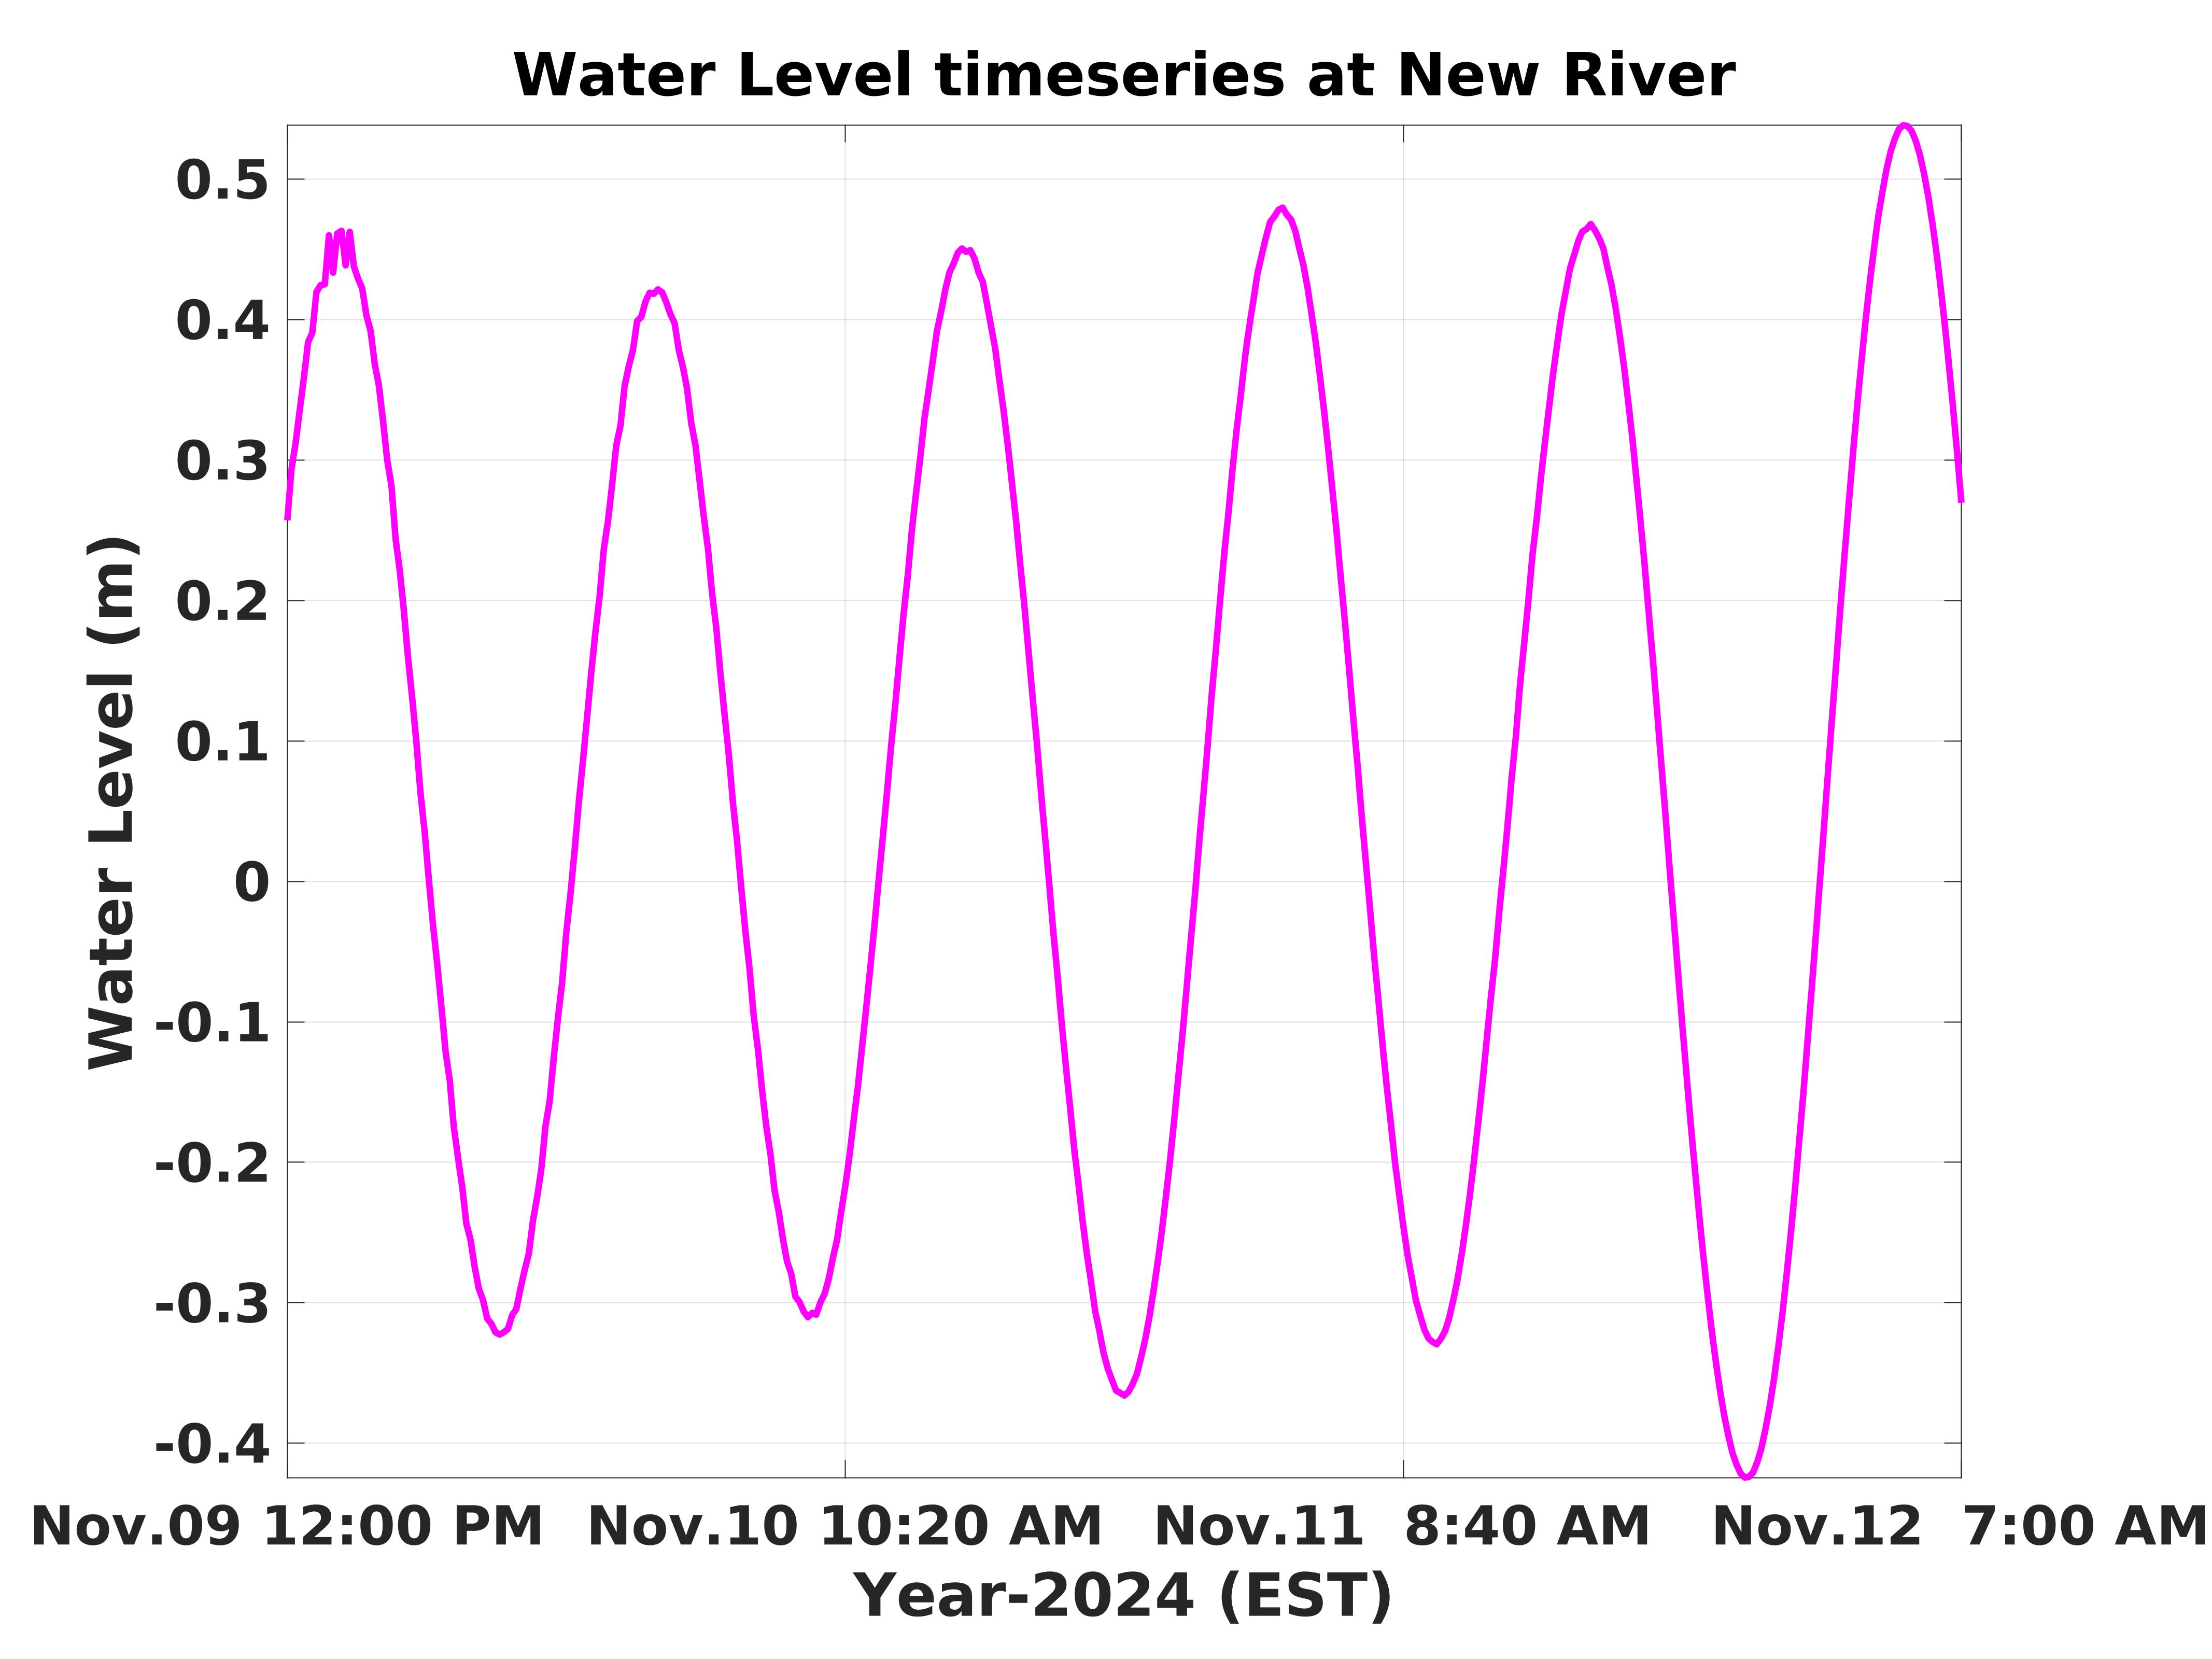 Water Level timeseries at New River
Water Level (m)
0.5
0.4
0.3
0.2
0.1
0
-0.1
-0.2
-0.3
-0.4
Nov.09 12:00 PM Nov.10 10:20 AM Nov.11 8:40 AM Nov.12 7:00 AM
Year-2024 (EST)